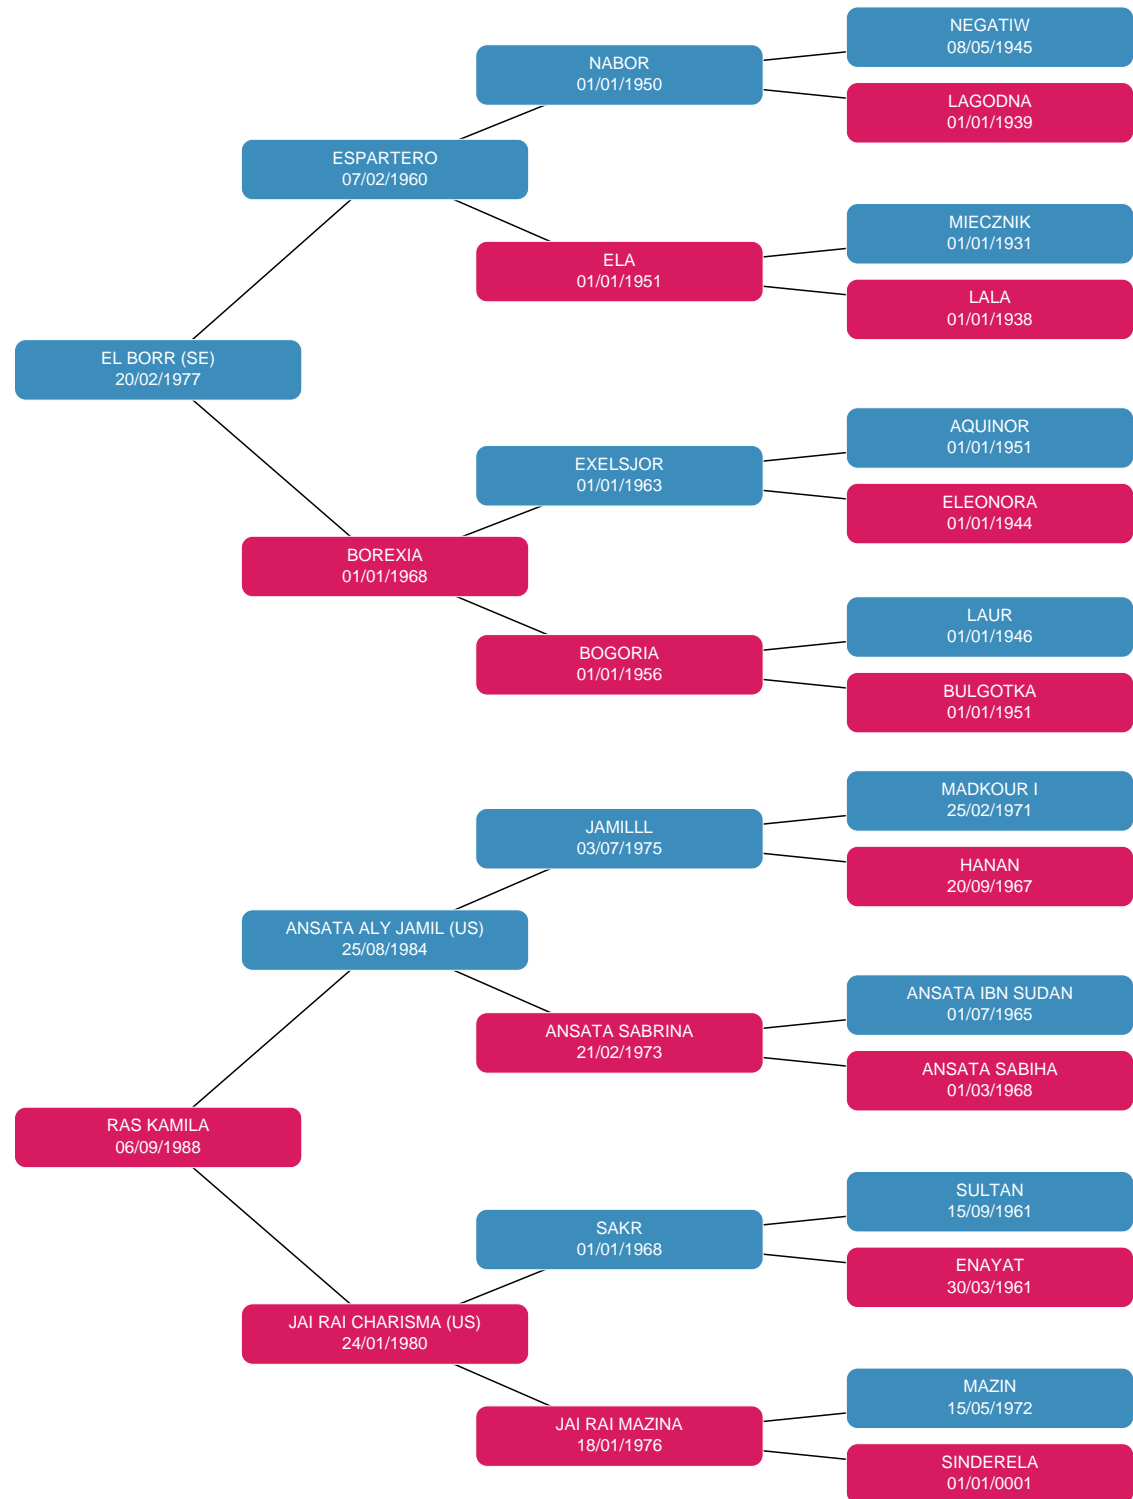 NEGATIW
08/05/1945
NABOR
01/01/1950
LAGODNA
01/01/1939
ESPARTERO
07/02/1960
MIECZNIK
01/01/1931
ELA
01/01/1951
LALA
01/01/1938
EL BORR (SE)
20/02/1977
AQUINOR
01/01/1951
EXELSJOR
01/01/1963
ELEONORA
01/01/1944
BOREXIA
01/01/1968
LAUR
01/01/1946
BOGORIA
01/01/1956
BULGOTKA
01/01/1951
MADKOUR I
25/02/1971
JAMILLL
03/07/1975
HANAN
20/09/1967
ANSATA ALY JAMIL (US)
25/08/1984
ANSATA IBN SUDAN
01/07/1965
ANSATA SABRINA
21/02/1973
ANSATA SABIHA
01/03/1968
RAS KAMILA
06/09/1988
SULTAN
15/09/1961
SAKR
01/01/1968
ENAYAT
30/03/1961
JAI RAI CHARISMA (US)
24/01/1980
MAZIN
15/05/1972
JAI RAI MAZINA
18/01/1976
SINDERELA
01/01/0001